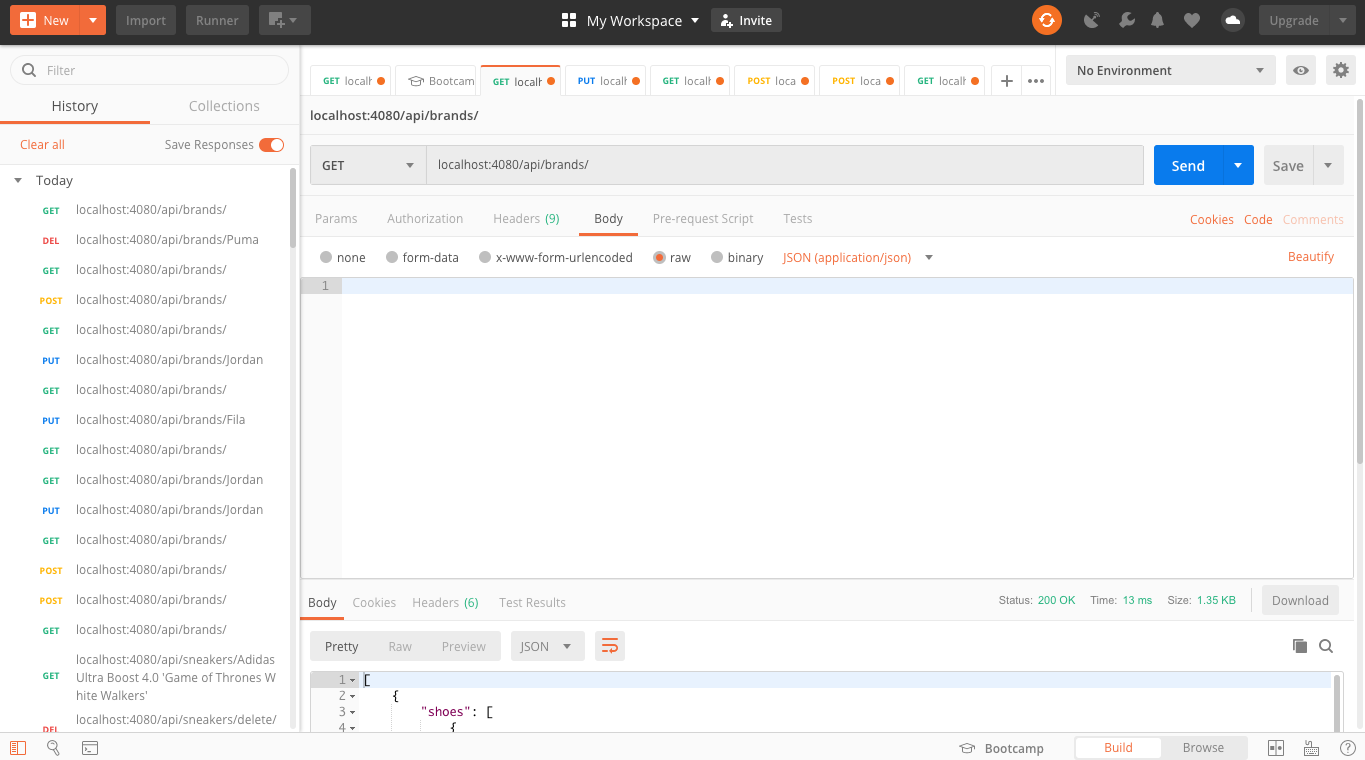 New
Import
Runner
My Workspace
Invite
Upgrade
Filter
History
Collections
Clear all
Save Responses
Today
GET localhost:4080/api/brands/
DEL localhost:4080/api/brands/Puma
GET localhost:4080/api/brands/
POST localhost:4080/api/brands/
GET localhost:4080/api/brands/
PUT localhost:4080/api/brands/Jordan
GET localhost:4080/api/brands/
PUT localhost:4080/api/brands/Fila
GET localhost:4080/api/brands/
GET localhost:4080/api/brands/Jordan
PUT localhost:4080/api/brands/Jordan
GET localhost:4080/api/brands/
POST localhost:4080/api/brands/
POST localhost:4080/api/brands/
GET localhost:4080/api/brands/
GET localhost:4080/api/sneakers/Adidas
Ultra Boost 4.0 'Game of Thrones W
hite Walkers'
DEL localhost:4080/api/sneakers/delete/
GET localh
Bootcam
GET localh
PUT localh
GET localh
POST loca
POST loca
GET localh
No Environment
localhost:4080/api/brands/
GET localhost:4080/api/brands/
Send
Save
Params
Authorization
Headers (9)
Body
Pre-request Script
Tests
Cookies
Code
Comments
none
form-data
x-www-form-urlencoded
raw
binary
JSON (application/json)
Beautify
1
Body
Cookies
Headers (6)
Test Results
Status: 200 OK
Time: 13 ms
Size: 1.35 KB
Download
Pretty
Raw
Preview
JSON
1 [
2 {
3 "shoes": [
4 {
Bootcamp
Build
Browse